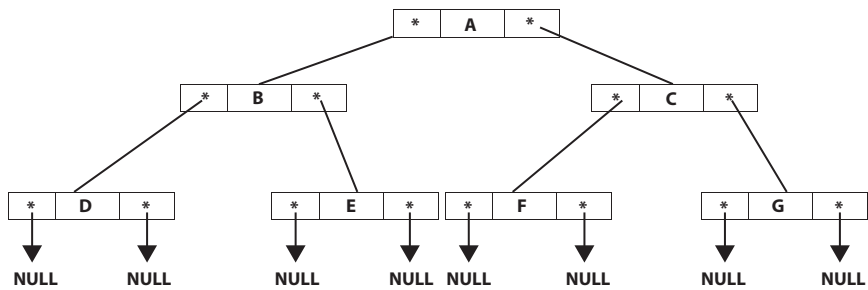 * A *
* B * * C *
* D * * E * * F * * G *
NULL NULL NULL NULL NULL NULL NULL NULL